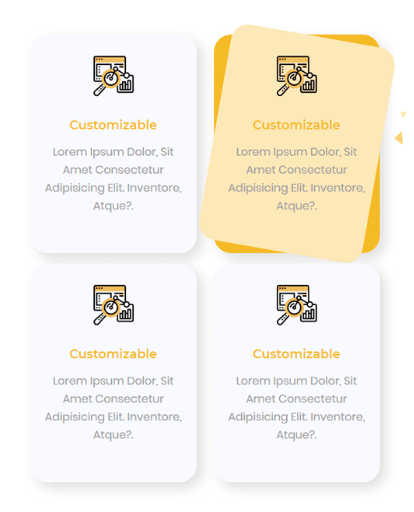 Customizable
Lorem Ipsum Dolor, Sit
Amet Consectetur
Adipisicing Elit. Inventore,
Atque?.
Customizable
Lorem Ipsum Dolor, Sit
Amet Consectetur
Adipisicing Elit. Inventore,
Atque?.
Customizable
Lorem Ipsum Dolor, Sit
Amet Consectetur
Adipisicing Elit. Inventore,
Atque?.
Customizable
Lorem Ipsum Dolor, Sit
Amet Consectetur
Adipisicing Elit. Inventore,
Atque?.